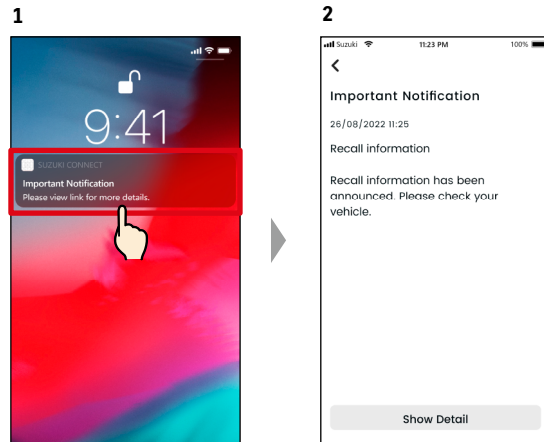 1
9:41
SUZUKI CONNECT
Important Notification
Please view link for more details.
2
Suzuki 11:23 PM 100%
Important Notification
26/08/2022 11:25
Recall information
Recall information has been
announced. Please check your
vehicle.
Show Detail